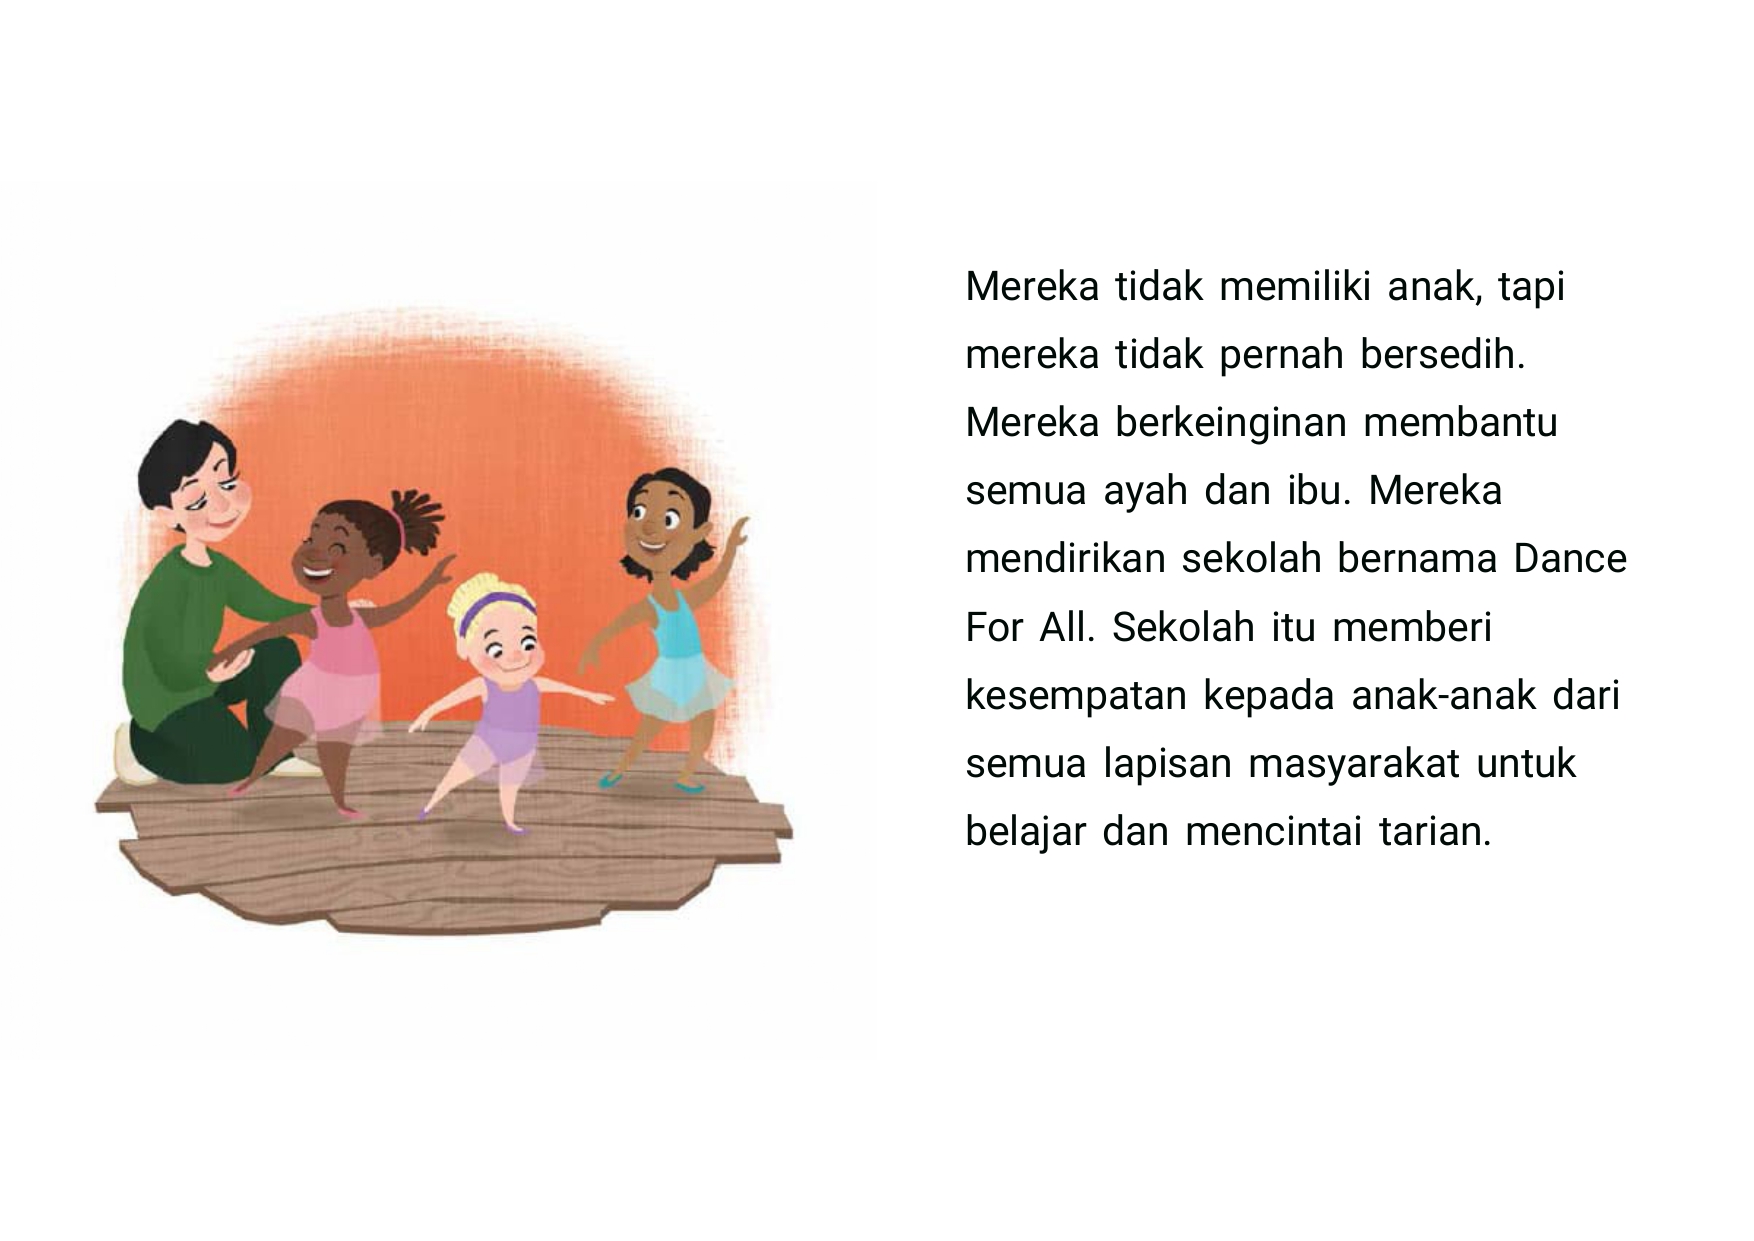 Mereka tidak memiliki anak, tapi
mereka tidak pernah bersedih.
Mereka berkeinginan membantu
semua ayah dan ibu. Mereka
mendirikan sekolah bernama Dance
For All. Sekolah itu memberi
kesempatan kepada anak-anak dari
semua lapisan masyarakat untuk
belajar dan mencintai tarian.